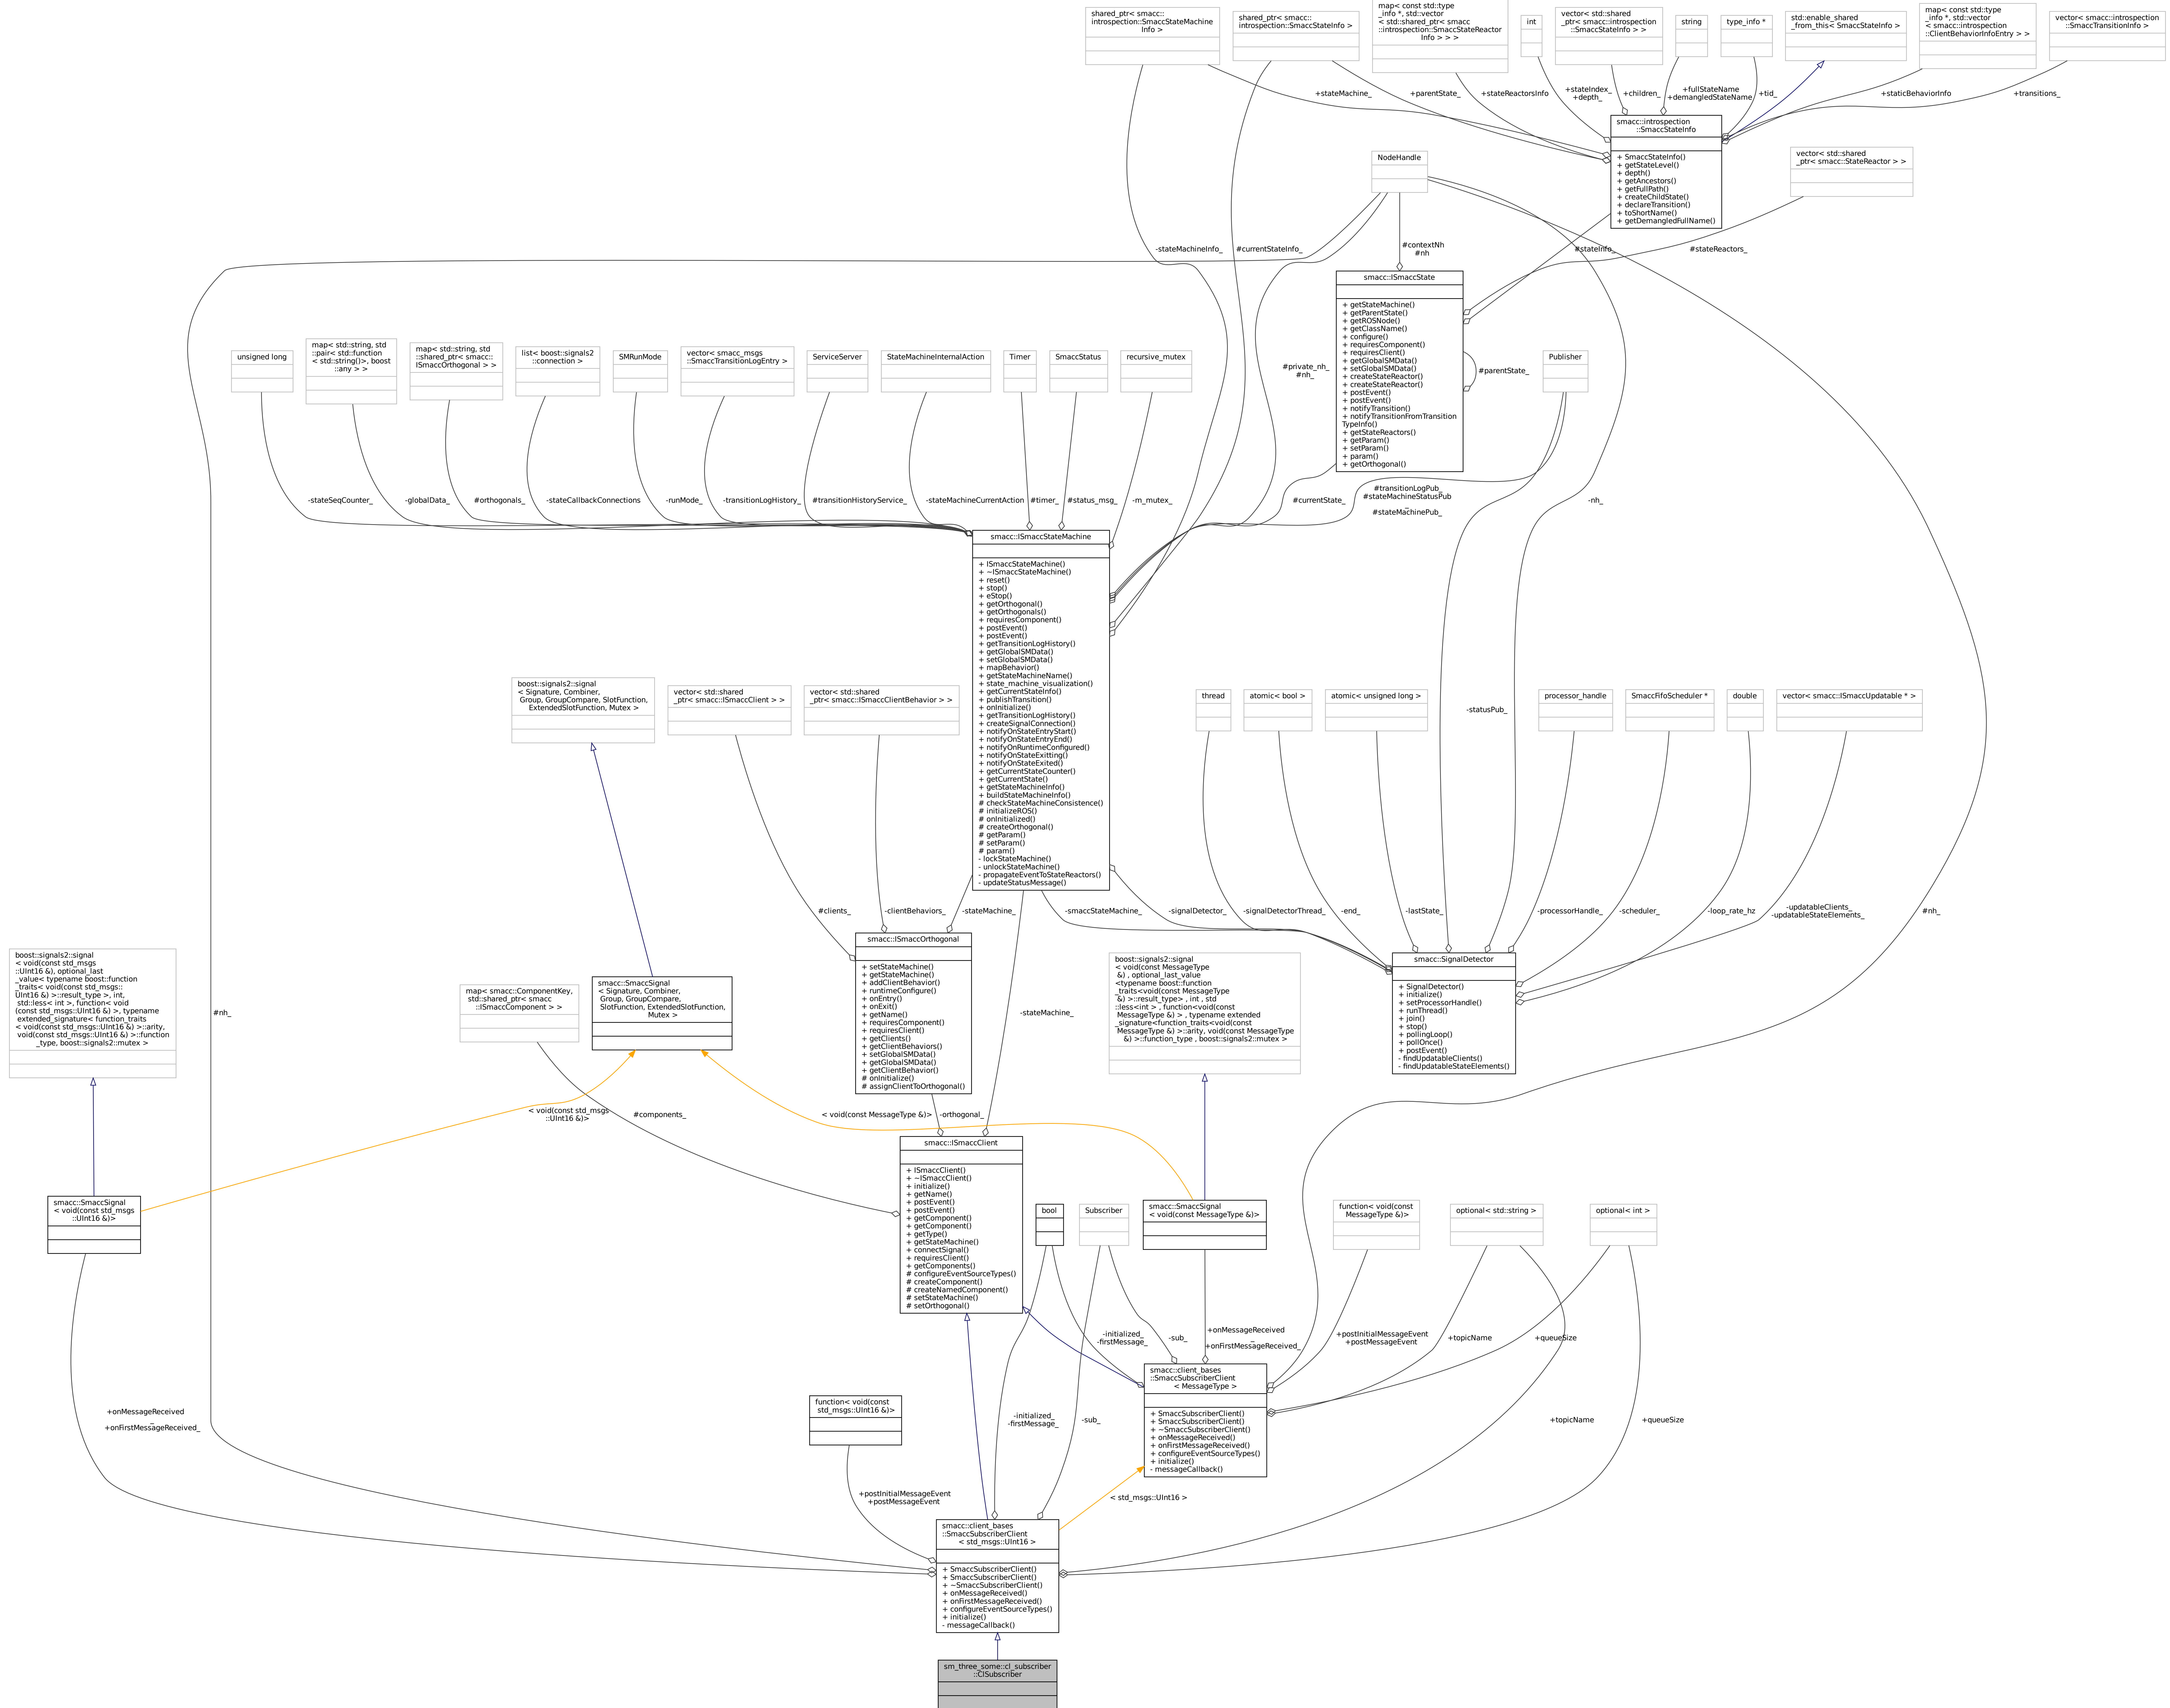 shared_ptr< smacc::
introspection::SmaccStateMachine
Info >
shared_ptr< smacc::
introspection::SmaccStateInfo >
map< const std::type
_info *, std::vector
< std::shared_ptr< smacc
::introspection::SmaccStateReactor
Info > > >
int
vector< std::shared
_ptr< smacc::introspection
::SmaccStateInfo > >
string
type_info *
std::enable_shared
_from_this< SmaccStateInfo >
map< const std::type
_info *, std::vector
< smacc::introspection
::ClientBehaviorInfoEntry > >
vector< smacc::introspection
::SmaccTransitionInfo >
+stateMachine_
+parentState_
+stateReactorsInfo
+stateIndex_
+depth_
+children_
+fullStateName
+demangledStateName
+tid_
+staticBehaviorInfo
+transitions_
smacc::introspection
::SmaccStateInfo
+ SmaccStateInfo()
+ getStateLevel()
+ depth()
+ getAncestors()
+ getFullPath()
+ createChildState()
+ declareTransition()
+ toShortName()
+ getDemangledFullName()
NodeHandle
vector< std::shared
_ptr< smacc::StateReactor > >
-stateMachineInfo_
#currentStateInfo_
#contextNh
#nh
#stateInfo_
#stateReactors_
smacc::ISmaccState
+ getStateMachine()
+ getParentState()
+ getROSNode()
+ getClassName()
+ configure()
+ requiresComponent()
+ requiresClient()
+ getGlobalSMData()
+ setGlobalSMData()
+ createStateReactor()
+ createStateReactor()
+ postEvent()
+ postEvent()
+ notifyTransition()
+ notifyTransitionFromTransition
TypeInfo()
+ getStateReactors()
+ getParam()
+ setParam()
+ param()
+ getOrthogonal()
#parentState_
unsigned long
map< std::string, std
::pair< std::function
< std::string()>, boost
::any > >
map< std::string, std
::shared_ptr< smacc::
ISmaccOrthogonal > >
list< boost::signals2
::connection >
SMRunMode
vector< smacc_msgs
::SmaccTransitionLogEntry >
ServiceServer
StateMachineInternalAction
Timer
SmaccStatus
recursive_mutex
Publisher
#private_nh_
#nh_
-stateSeqCounter_
-globalData_
#orthogonals_
-stateCallbackConnections
-runMode_
-transitionLogHistory_
#transitionHistoryService_
-stateMachineCurrentAction
#timer_
#status_msg_
-m_mutex_
#currentState_
#transitionLogPub_
#stateMachineStatusPub
_
#stateMachinePub_
-nh_
smacc::ISmaccStateMachine
+ ISmaccStateMachine()
+ ~ISmaccStateMachine()
+ reset()
+ stop()
+ eStop()
+ getOrthogonal()
+ getOrthogonals()
+ requiresComponent()
+ postEvent()
+ postEvent()
+ getTransitionLogHistory()
+ getGlobalSMData()
+ setGlobalSMData()
+ mapBehavior()
+ getStateMachineName()
+ state_machine_visualization()
+ getCurrentStateInfo()
+ publishTransition()
+ onInitialize()
+ getTransitionLogHistory()
+ createSignalConnection()
+ notifyOnStateEntryStart()
+ notifyOnStateEntryEnd()
+ notifyOnRuntimeConfigured()
+ notifyOnStateExitting()
+ notifyOnStateExited()
+ getCurrentStateCounter()
+ getCurrentState()
+ getStateMachineInfo()
+ buildStateMachineInfo()
# checkStateMachineConsistence()
# initializeROS()
# onInitialized()
# createOrthogonal()
# getParam()
# setParam()
# param()
- lockStateMachine()
- unlockStateMachine()
- propagateEventToStateReactors()
- updateStatusMessage()
boost::signals2::signal
< Signature, Combiner,
Group, GroupCompare, SlotFunction,
ExtendedSlotFunction, Mutex >
vector< std::shared
_ptr< smacc::ISmaccClient > >
vector< std::shared
_ptr< smacc::ISmaccClientBehavior > >
thread
atomic< bool >
atomic< unsigned long >
-statusPub_
processor_handle
SmaccFifoScheduler *
double
vector< smacc::ISmaccUpdatable * >
#clients_
-clientBehaviors_
-stateMachine_
-smaccStateMachine_
-signalDetector_
-signalDetectorThread_
-end_
-lastState_
-processorHandle_
-scheduler_
-loop_rate_hz
-updatableClients_
-updatableStateElements_
#nh_
smacc::ISmaccOrthogonal
+ setStateMachine()
+ getStateMachine()
+ addClientBehavior()
+ runtimeConfigure()
+ onEntry()
+ onExit()
+ getName()
+ requiresComponent()
+ requiresClient()
+ getClients()
+ getClientBehaviors()
+ setGlobalSMData()
+ getGlobalSMData()
+ getClientBehavior()
# onInitialize()
# assignClientToOrthogonal()
smacc::SignalDetector
+ SignalDetector()
+ initialize()
+ setProcessorHandle()
+ runThread()
+ join()
+ stop()
+ pollingLoop()
+ pollOnce()
+ postEvent()
- findUpdatableClients()
- findUpdatableStateElements()
boost::signals2::signal
< void(const std_msgs
::UInt16 &), optional_last
_value< typename boost::function
_traits< void(const std_msgs::
UInt16 &) >::result_type >, int,
std::less< int >, function< void
(const std_msgs::UInt16 &) >, typename
extended_signature< function_traits
< void(const std_msgs::UInt16 &) >::arity,
void(const std_msgs::UInt16 &) >::function
_type, boost::signals2::mutex >
#nh_
map< smacc::ComponentKey,
std::shared_ptr< smacc
::ISmaccComponent > >
smacc::SmaccSignal
< Signature, Combiner,
Group, GroupCompare,
SlotFunction, ExtendedSlotFunction,
Mutex >
-stateMachine_
boost::signals2::signal
< void(const MessageType
&) , optional_last_value
<typename boost::function
_traits<void(const MessageType
&) >::result_type> , int , std
::less<int > , function<void(const
MessageType &) > , typename extended
_signature<function_traits<void(const
MessageType &) >::arity, void(const MessageType
&) >::function_type , boost::signals2::mutex >
< void(const std_msgs
::UInt16 &)>
#components_
< void(const MessageType &)>
-orthogonal_
smacc::ISmaccClient
+ ISmaccClient()
+ ~ISmaccClient()
+ initialize()
+ getName()
+ postEvent()
+ postEvent()
+ getComponent()
+ getComponent()
+ getType()
+ getStateMachine()
+ connectSignal()
+ requiresClient()
+ getComponents()
# configureEventSourceTypes()
# createComponent()
# createNamedComponent()
# setStateMachine()
# setOrthogonal()
smacc::SmaccSignal
< void(const std_msgs
::UInt16 &)>
bool
Subscriber
smacc::SmaccSignal
< void(const MessageType &)>
function< void(const
MessageType &)>
optional< std::string >
optional< int >
-initialized_
-firstMessage_
-sub_
+onMessageReceived
_
+onFirstMessageReceived_
+postInitialMessageEvent
+postMessageEvent
+topicName
+queueSize
smacc::client_bases
::SmaccSubscriberClient
< MessageType >
+ SmaccSubscriberClient()
+ SmaccSubscriberClient()
+ ~SmaccSubscriberClient()
+ onMessageReceived()
+ onFirstMessageReceived()
+ configureEventSourceTypes()
+ initialize()
- messageCallback()
function< void(const
std_msgs::UInt16 &)>
+onMessageReceived
_
+onFirstMessageReceived_
-initialized_
-firstMessage_
-sub_
+topicName
+queueSize
+postInitialMessageEvent
+postMessageEvent
< std_msgs::UInt16 >
smacc::client_bases
::SmaccSubscriberClient
< std_msgs::UInt16 >
+ SmaccSubscriberClient()
+ SmaccSubscriberClient()
+ ~SmaccSubscriberClient()
+ onMessageReceived()
+ onFirstMessageReceived()
+ configureEventSourceTypes()
+ initialize()
- messageCallback()
sm_three_some::cl_subscriber
::ClSubscriber